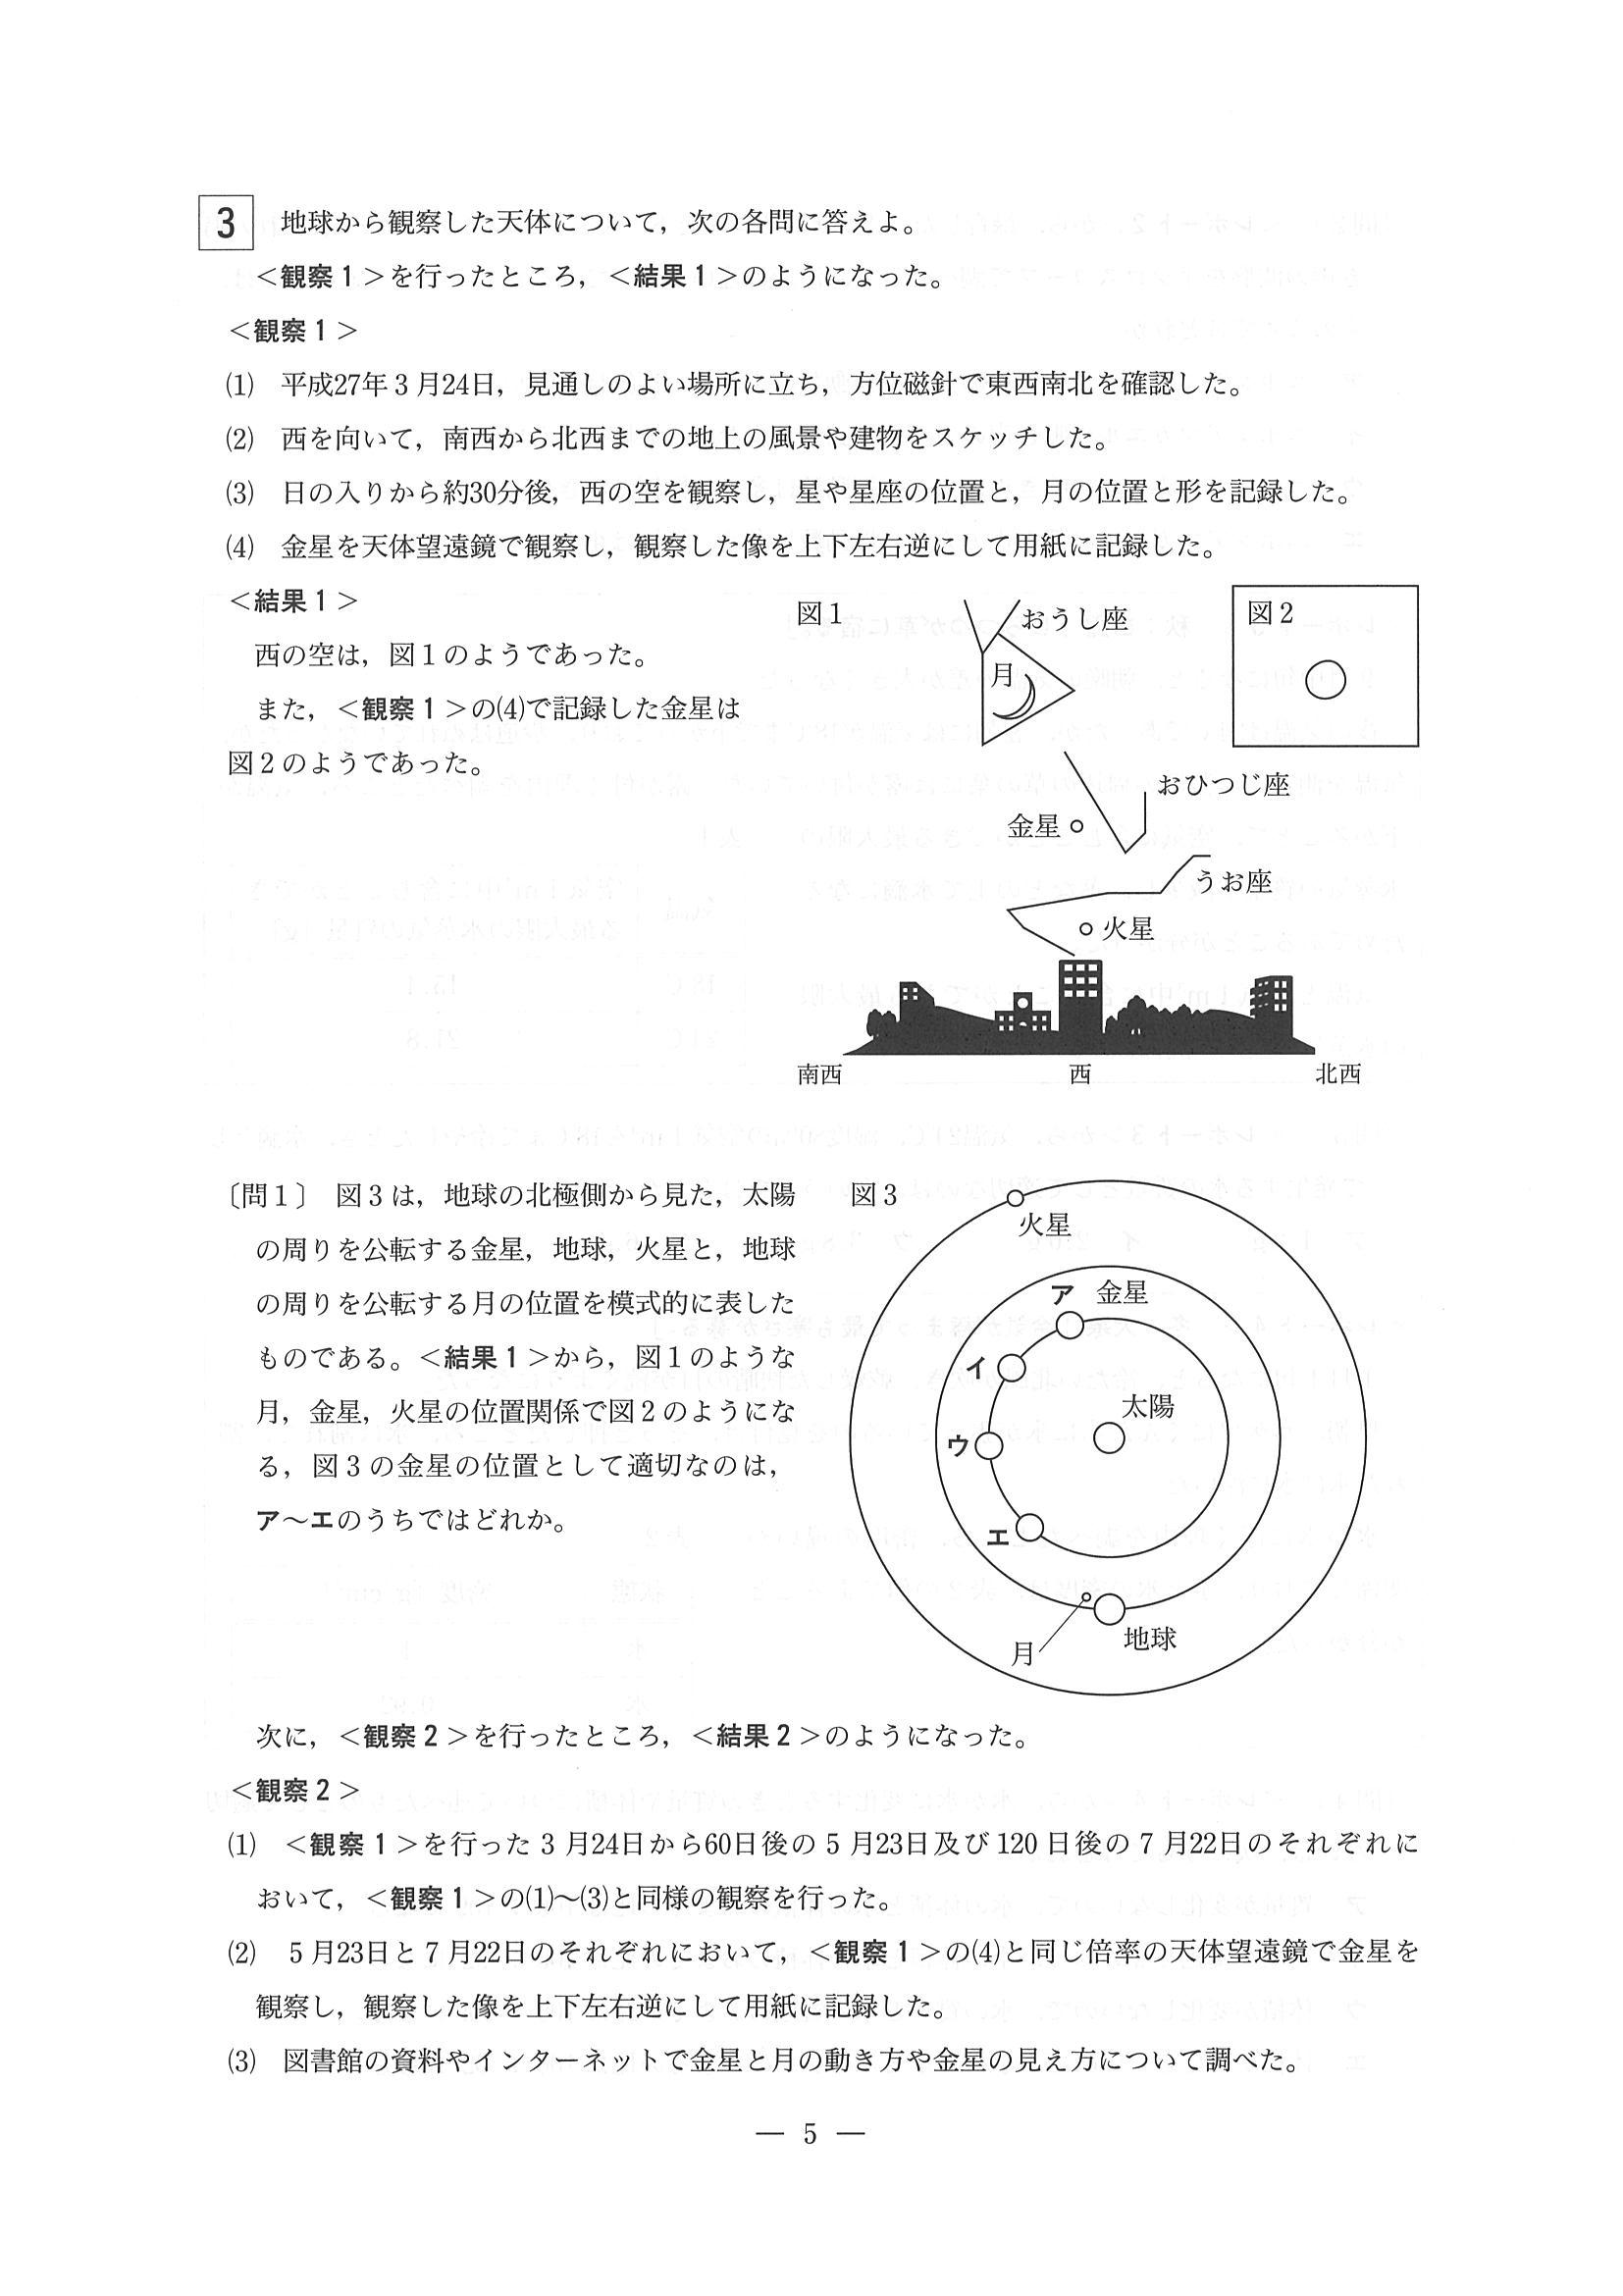 3 地球から観察した天体について，次の各問に答えよ。
＜観察１＞を行ったところ，＜結果１＞のようになった。
＜観察１＞
(1) 平成27年３月24日，見通しのよい場所に立ち，方位磁針で東西南北を確認した。
(2) 西を向いて，南西から北西までの地上の風景や建物をスケッチした。
(3) 日の入りから約30分後，西の空を観察し，星や星座の位置と，月の位置と形を記録した。
(4) 金星を天体望遠鏡で観察し，観察した像を上下左右逆にして用紙に記録した。
＜結果１＞
西の空は，図１のようであった。
また，＜観察１＞の(4)で記録した金星は
図２のようであった。
図１
おうし座
月
おひつじ座
金星
うお座
火星
南西 西 北西
図２
〔問１〕 図３は，地球の北極側から見た，太陽
の周りを公転する金星，地球，火星と，地球
の周りを公転する月の位置を模式的に表した
ものである。＜結果１＞から，図１のような
月，金星，火星の位置関係で図２のようにな
る，図３の金星の位置として適切なのは，
ア～エのうちではどれか。
図３
火星
ア 金星
イ
太陽
ウ
エ
月
地球
次に，＜観察２＞を行ったところ，＜結果２＞のようになった。
＜観察２＞
(1) ＜観察１＞を行った３月24日から60日後の５月23日及び120日後の７月22日のそれぞれに
おいて，＜観察１＞の(1)～(3)と同様の観察を行った。
(2) ５月23日と７月22日のそれぞれにおいて，＜観察１＞の(4)と同じ倍率の天体望遠鏡で金星を
観察し，観察した像を上下左右逆にして用紙に記録した。
(3) 図書館の資料やインターネットで金星と月の動き方や金星の見え方について調べた。
― 5 ―